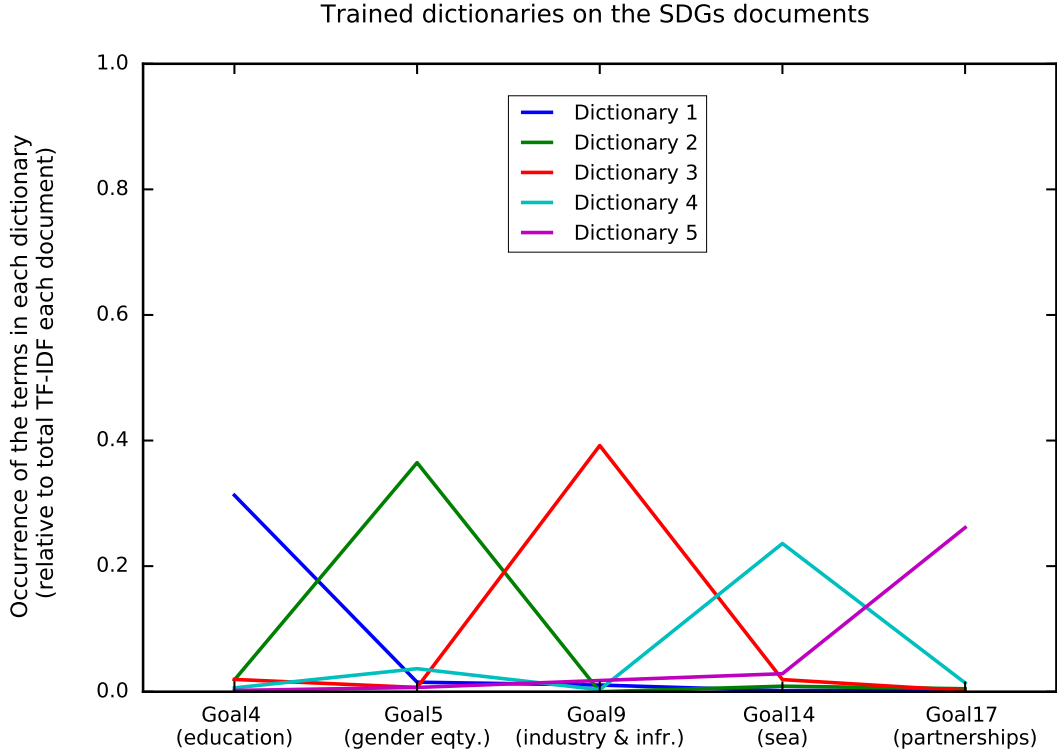 Trained dictionaries on the SDGs documents
Occurrence of the terms in each dictionary
(relative to total TF-IDF each document)
1.0
0.8
0.6
0.4
0.2
0.0
Dictionary 1
Dictionary 2
Dictionary 3
Dictionary 4
Dictionary 5
Goal4
(education)
Goal5
(gender eqty.)
Goal9
(industry & infr.)
Goal14
(sea)
Goal17
(partnerships)